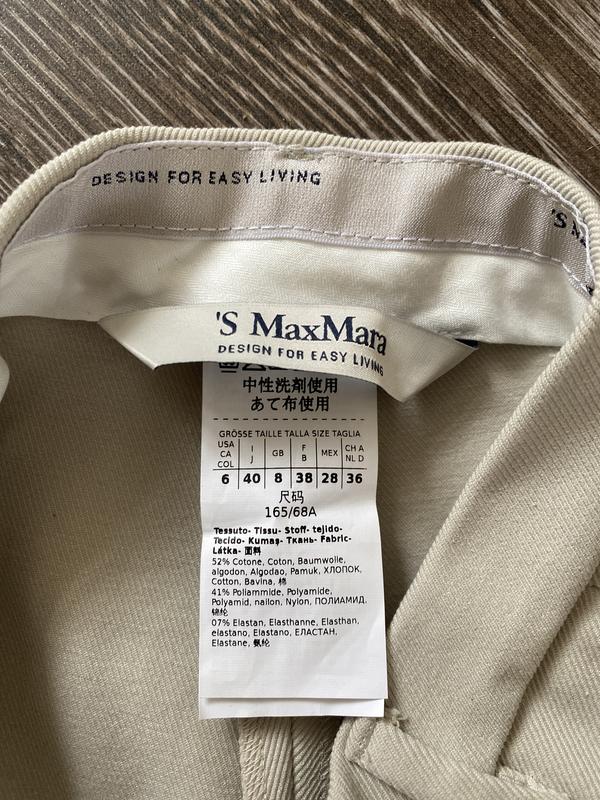 DESIGN FOR EASY LIVING
'S M
'S MaxMara
DESIGN FOR EASY LIVING
中性洗剤使用
あて布使用
GRÖSSE TAILLE TALLA SIZE TAGLIA
USA CA COL I J GB F B MEX CH A NL D
6 40 8 38 28 36
尺码
165/68A
Tessuto- Tissu- Stoff- tejido-
Tecido- Kumaş- Ткань- Fabric-
Látka- 面料
52% Cotone, Coton, Baumwolle,
algodon, Algodao, Pamuk, ХЛОПОК,
Cotton, Bavina, 棉
41% Poliammide, Polyamide,
Polyamid, nailon, Nylon, ПОЛИАМИД,
锦纶
07% Elastan, Elasthanne, Elasthan,
elastano, Elastano, ЕЛАСТАН,
Elastane, 氨纶